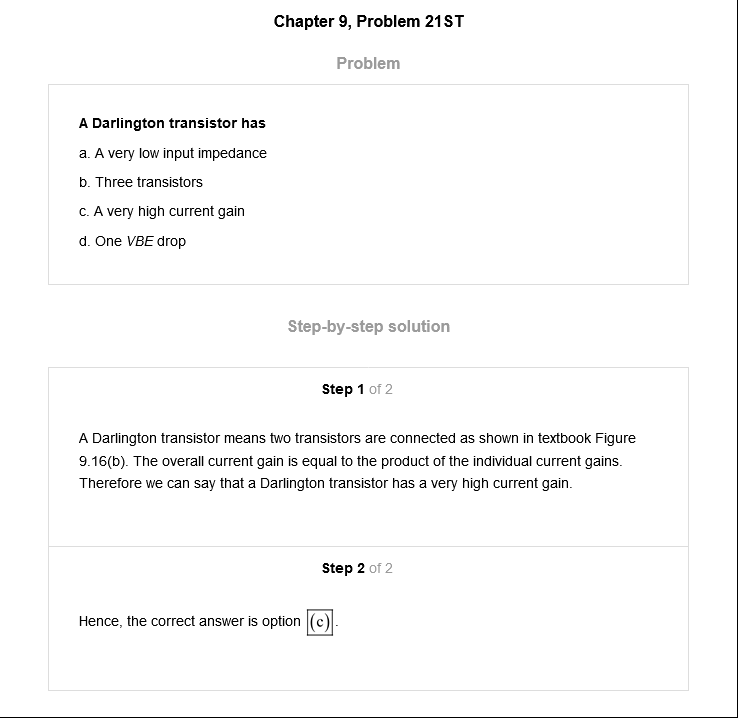 Chapter 9, Problem 21ST
Problem
A Darlington transistor has
a. A very low input impedance
b. Three transistors
c. A very high current gain
d. One VBE drop
Step-by-step solution
Step 1 of 2
A Darlington transistor means two transistors are connected as shown in textbook Figure
9.16(b). The overall current gain is equal to the product of the individual current gains.
Therefore we can say that a Darlington transistor has a very high current gain.
Step 2 of 2
Hence, the correct answer is option (c).